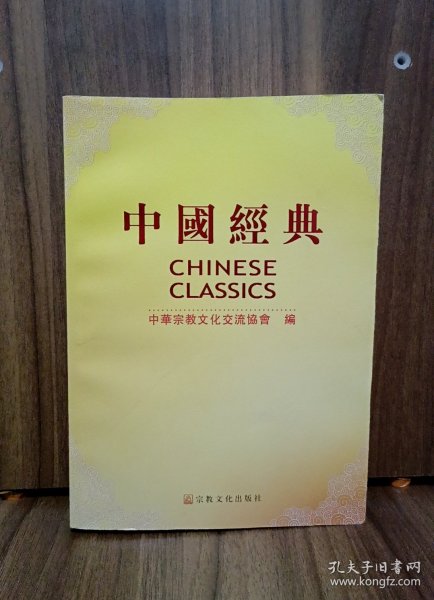 中國經典
CHINESE
CLASSICS
中華宗教文化交流協會 編
宗教文化出版社
孔夫子旧书网
www.kongfz.com